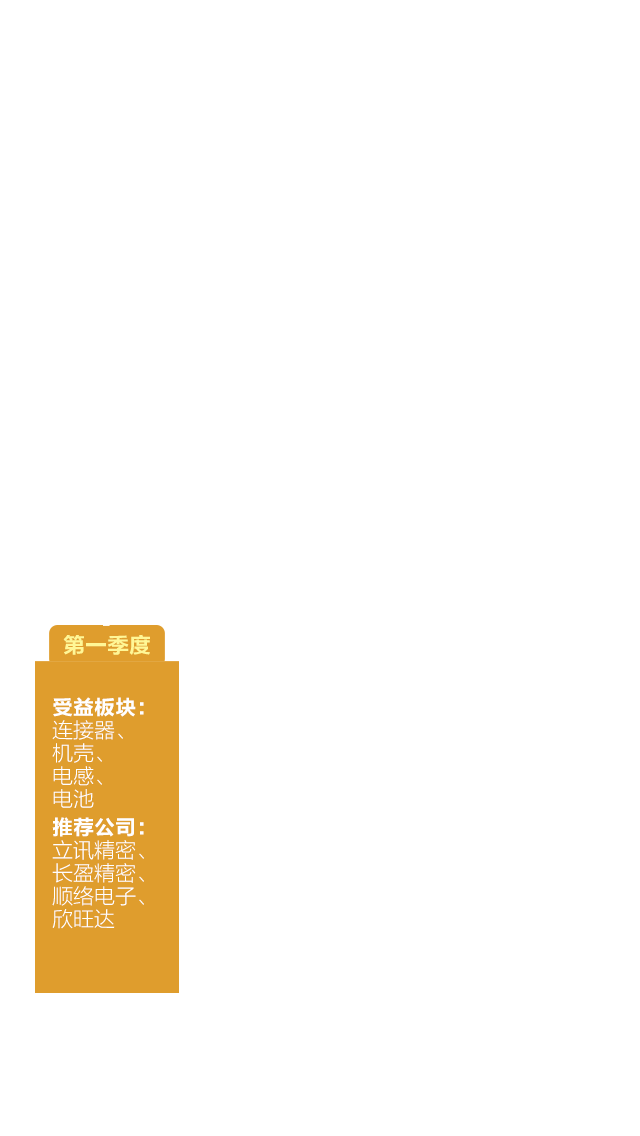 第一季度
受益板块：
连接器、
机壳、
电感、
电池
推荐公司：
立讯精密、
长盈精密、
顺络电子、
欣旺达